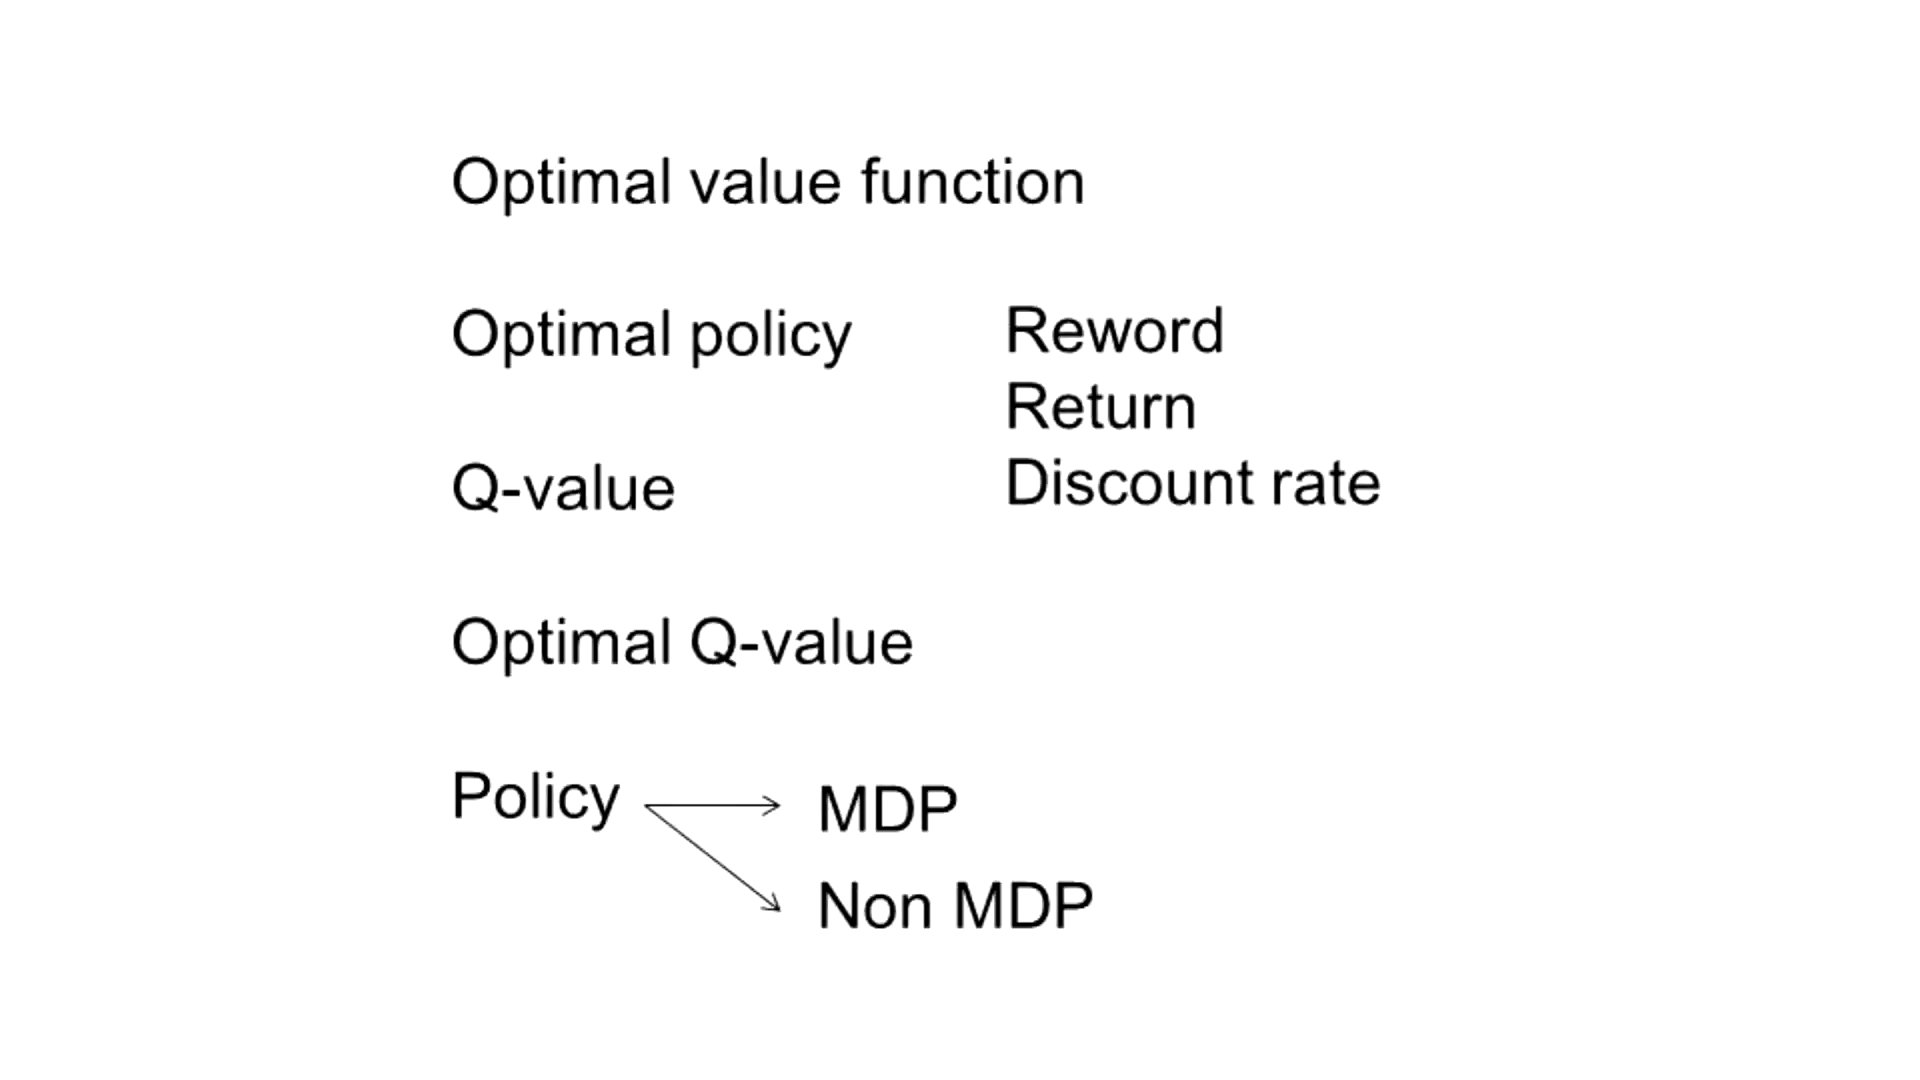 Optimal value function
Optimal policy
Reword
Return
Discount rate
Q-value
Optimal Q-value
Policy
MDP
Non MDP